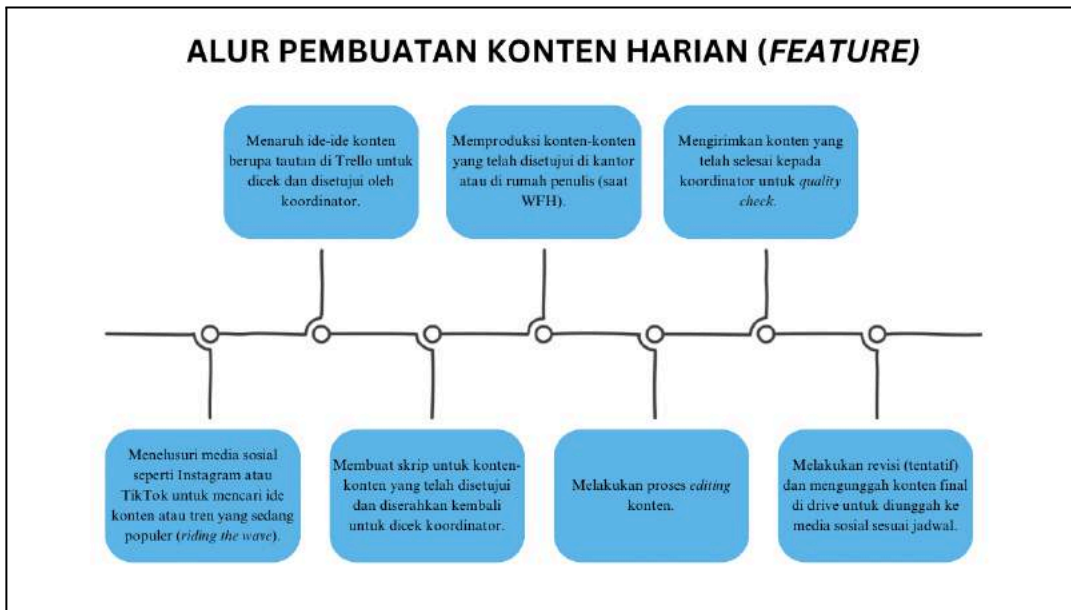 ALUR PEMBUATAN KONTEN HARIAN (FEATURE)
Menaruh ide-ide konten
berupa tautan di Trello untuk
dicek dan disetujui oleh
koordinator.
Memproduksi konten-konten
yang telah disetujui di kantor
atau di rumah penulis (saat
WFH).
Mengirimkan konten yang
telah selesai kepada
koordinator untuk quality
check.
Menelusuri media sosial
seperti Instagram atau
TikTok untuk mencari ide
konten atau tren yang sedang
populer (riding the wave).
Membuat skrip untuk konten-
konten yang telah disetujui
dan diserahkan kembali
untuk dicek koordinator.
Melakukan proses editing
konten.
Melakukan revisi (tentatif)
dan mengunggah konten final
di drive untuk diunggah ke
media sosial sesuai jadwal.